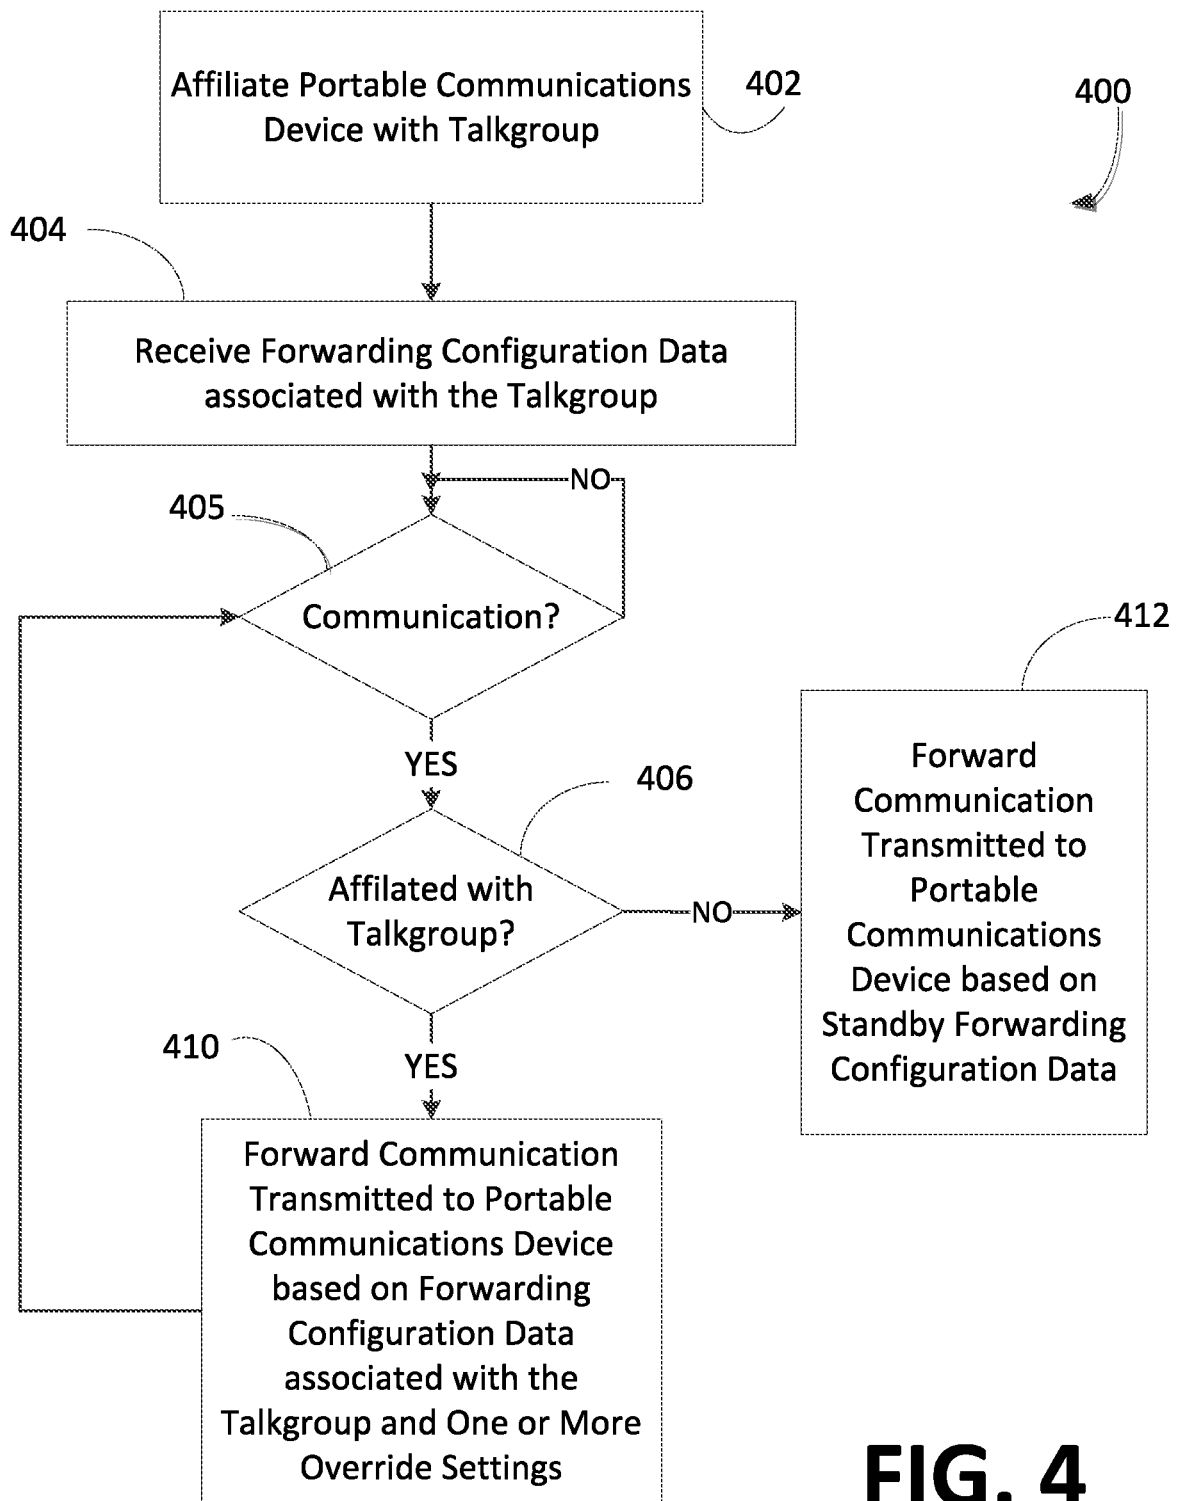 Affiliate Portable Communications
Device with Talkgroup
402
400
404
Receive Forwarding Configuration Data
associated with the Talkgroup
NO
405
Communication?
412
YES
406
Affilated with
Talkgroup?
NO
Forward
Communication
Transmitted to
Portable
Communications
Device based on
Standby Forwarding
Configuration Data
410
YES
Forward Communication
Transmitted to Portable
Communications Device
based on Forwarding
Configuration Data
associated with the
Talkgroup and One or More
Override Settings
FIG. 4